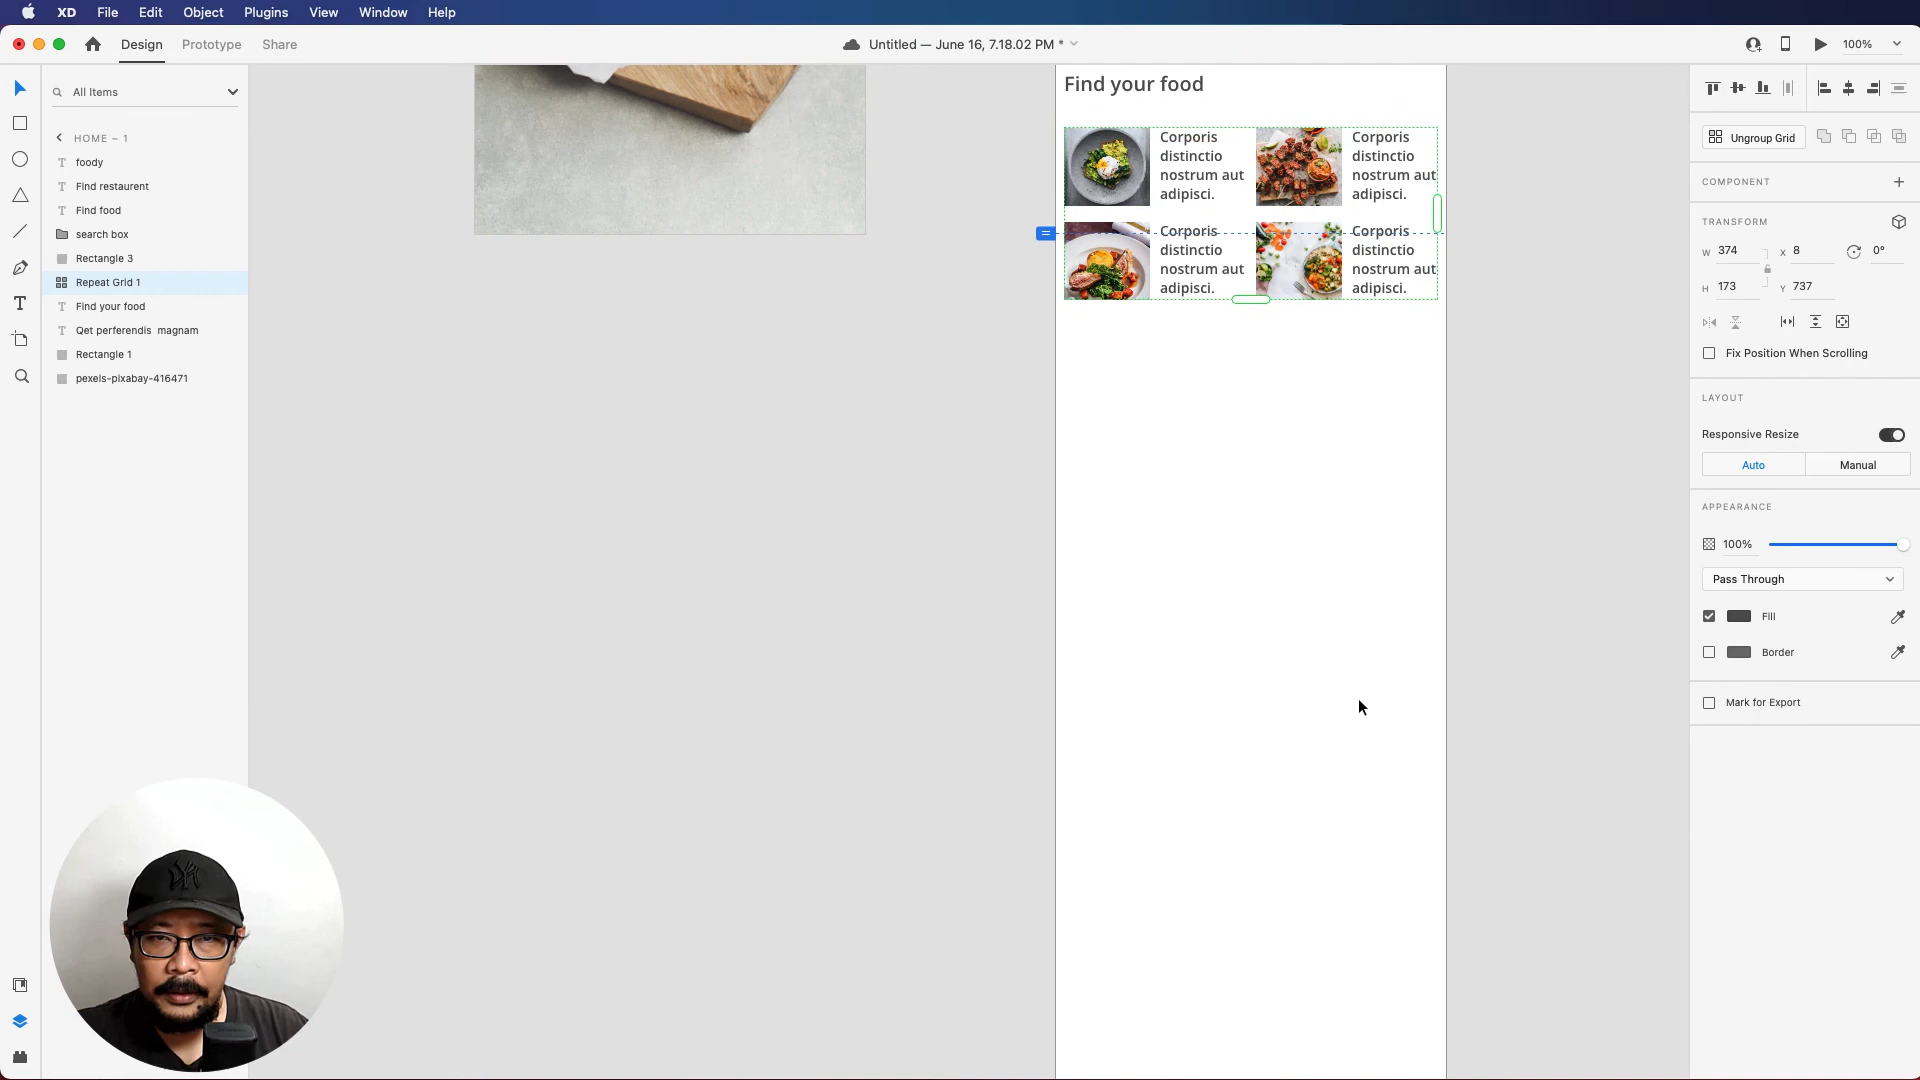 XD File Edit Object Plugins View Window Help
Design Prototype Share
Untitled — June 16, 7.18.02 PM *
100%
All Items
HOME – 1
foody
Find restaurent
Find food
search box
Rectangle 3
Repeat Grid 1
Find your food
Qet perferendis magnam
Rectangle 1
pexels-pixabay-416471
Find your food
Corporis
distinctio
nostrum aut
adipisci.
Corporis
distinctio
nostrum aut
adipisci.
Corporis
distinctio
nostrum aut
adipisci.
Corporis
distinctio
nostrum aut
adipisci.
Ungroup Grid
COMPONENT
TRANSFORM
W 374 X 8 0°
H 173 Y 737
Fix Position When Scrolling
LAYOUT
Responsive Resize
Auto Manual
APPEARANCE
100%
Pass Through
Fill
Border
Mark for Export